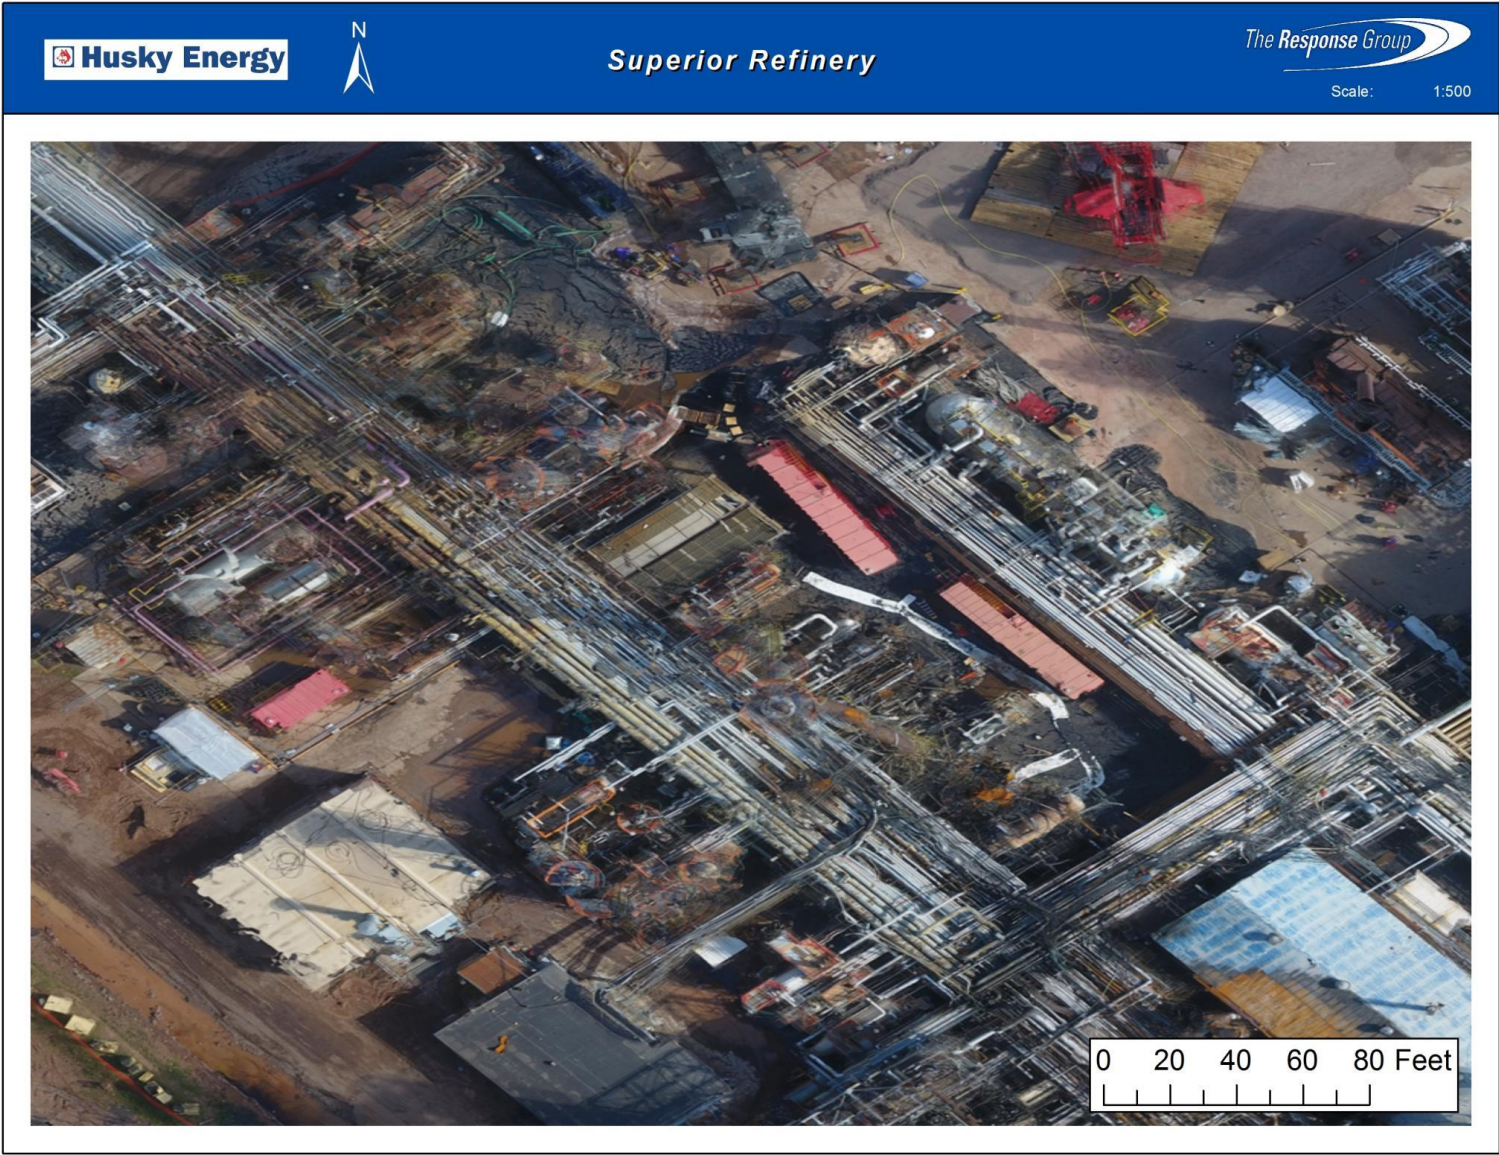 Husky Energy
N
Superior Refinery
The Response Group
Scale: 1:500
0 20 40 60 80 Feet